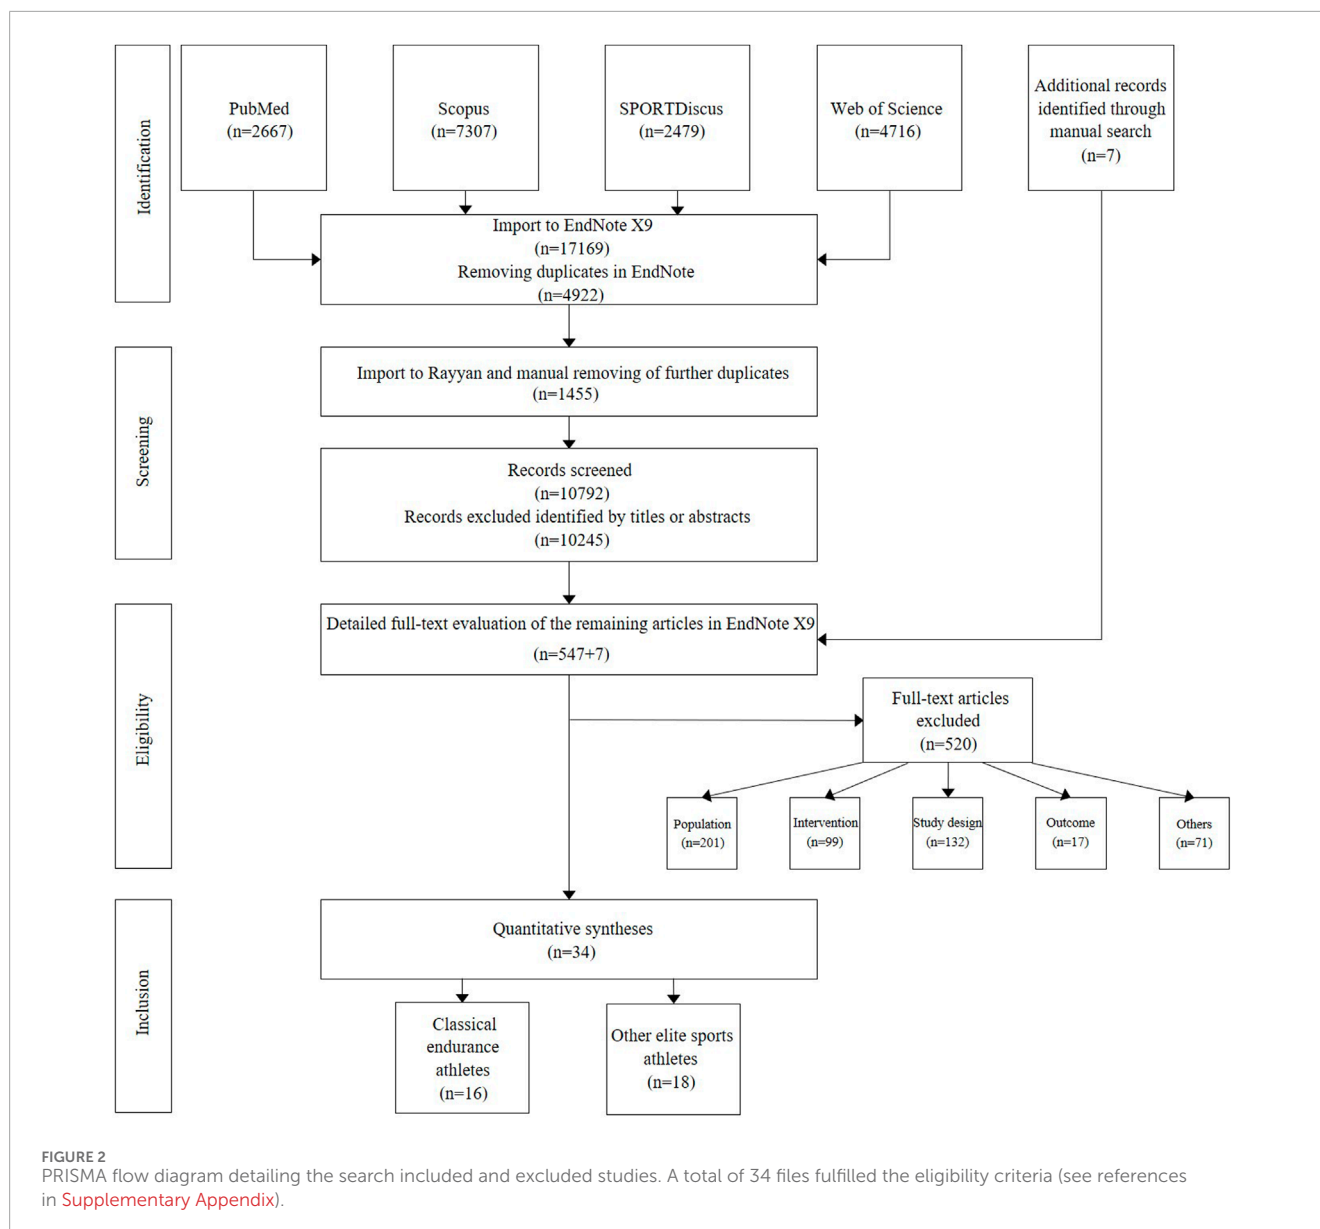 Identification
PubMed
(n=2667)
Scopus
(n=7307)
SPORTDiscus
(n=2479)
Web of Science
(n=4716)
Additional records
identified through
manual search
(n=7)
Import to EndNote X9
(n=17169)
Removing duplicates in EndNote
(n=4922)
Screening
Import to Rayyan and manual removing of further duplicates
(n=1455)
Records screened
(n=10792)
Records excluded identified by titles or abstracts
(n=10245)
Eligibility
Detailed full-text evaluation of the remaining articles in EndNote X9
(n=547+7)
Full-text articles
excluded
(n=520)
Population
(n=201)
Intervention
(n=99)
Study design
(n=132)
Outcome
(n=17)
Others
(n=71)
Inclusion
Quantitative syntheses
(n=34)
Classical
endurance
athletes
(n=16)
Other elite sports
athletes
(n=18)
FIGURE 2
PRISMA flow diagram detailing the search included and excluded studies. A total of 34 files fulfilled the eligibility criteria (see references
in Supplementary Appendix).